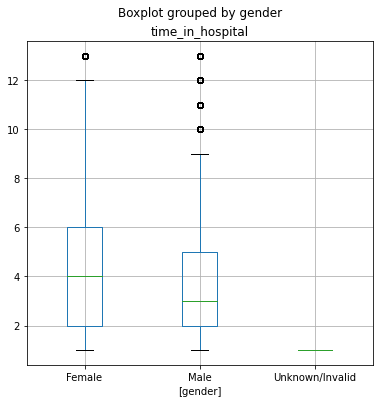 Boxplot grouped by gender
time_in_hospital
12
10
8
6
4
2
Female Male Unknown/Invalid
[gender]